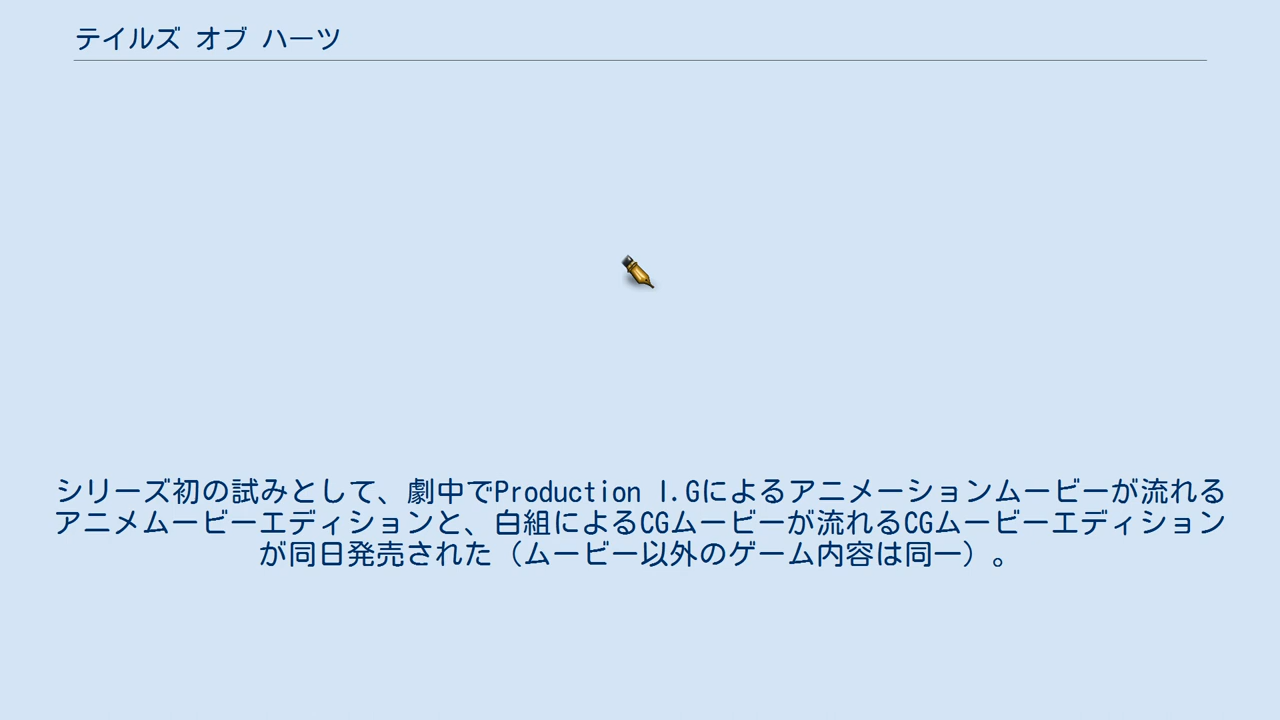 テイルズ オブ ハーツ
シリーズ初の試みとして、劇中でProduction I.Gによるアニメーションムービーが流れる
アニメムービーエディションと、白組によるCGムービーが流れるCGムービーエディション
が同日発売された（ムービー以外のゲーム内容は同一）。